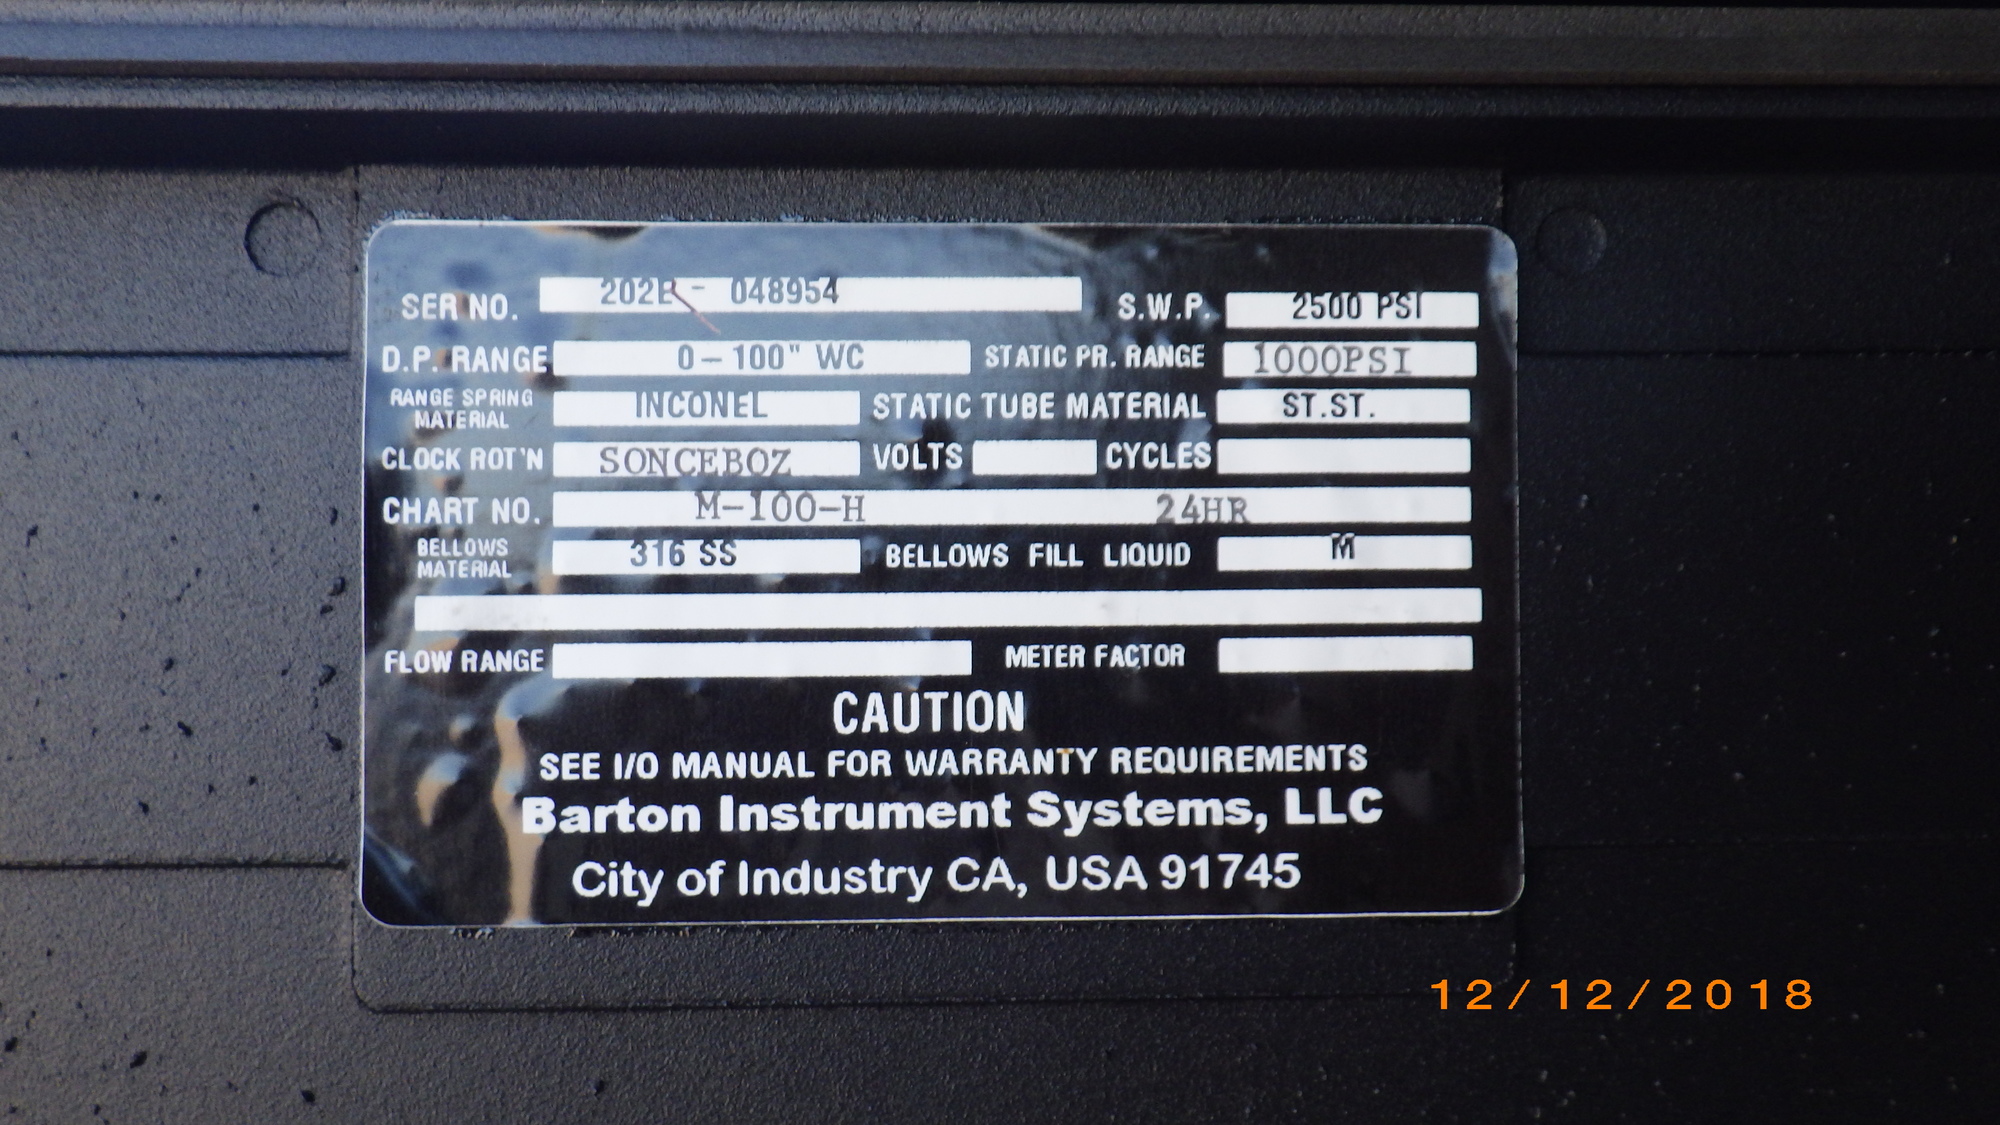 SER NO. 202E - 048954 S.W.P. 2500 PSI
D.P. RANGE 0-100" WC STATIC PR. RANGE 1000PSI
RANGE SPRING MATERIAL INCONEL STATIC TUBE MATERIAL ST.ST.
CLOCK ROT'N SONCEBOZ VOLTS CYCLES
CHART NO. M-100-H 24HR
BELLOWS MATERIAL 316 SS BELLOWS FILL LIQUID M
FLOW RANGE METER FACTOR
CAUTION
SEE I/O MANUAL FOR WARRANTY REQUIREMENTS
Barton Instrument Systems, LLC
City of Industry CA, USA 91745
12/12/2018